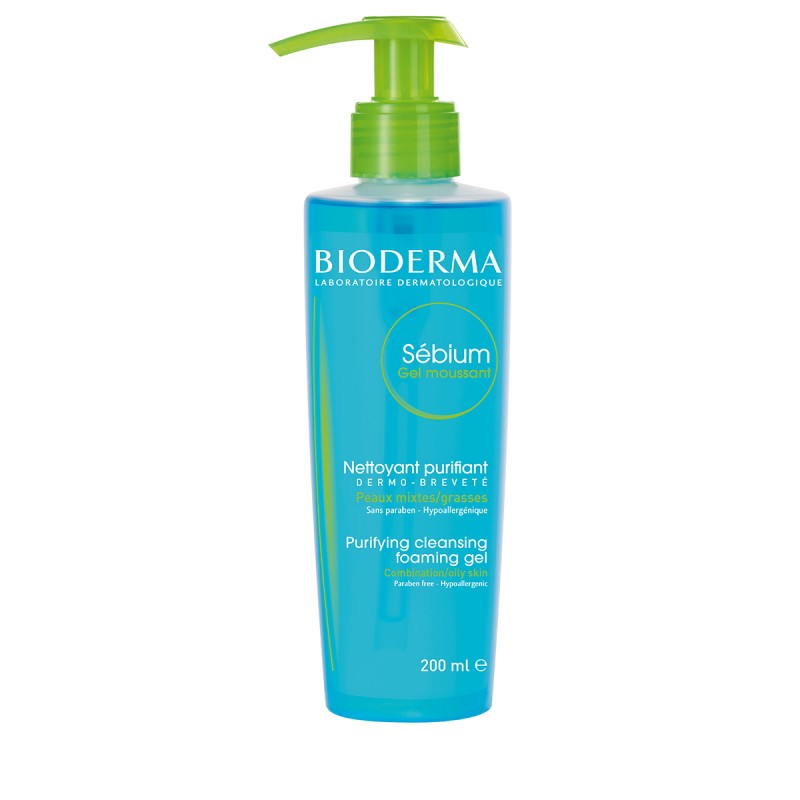 BIODERMA
LABORATOIRE DERMATOLOGIQUE
Sébium
Gel moussant
Nettoyant purifiant
DERMO-BREVETÉ
Peaux mixtes/grasses
Sans paraben - Hypoallergénique
Purifying cleansing
foaming gel
Combination/oily skin
Paraben free - Hypoallergenic
200 ml ℮